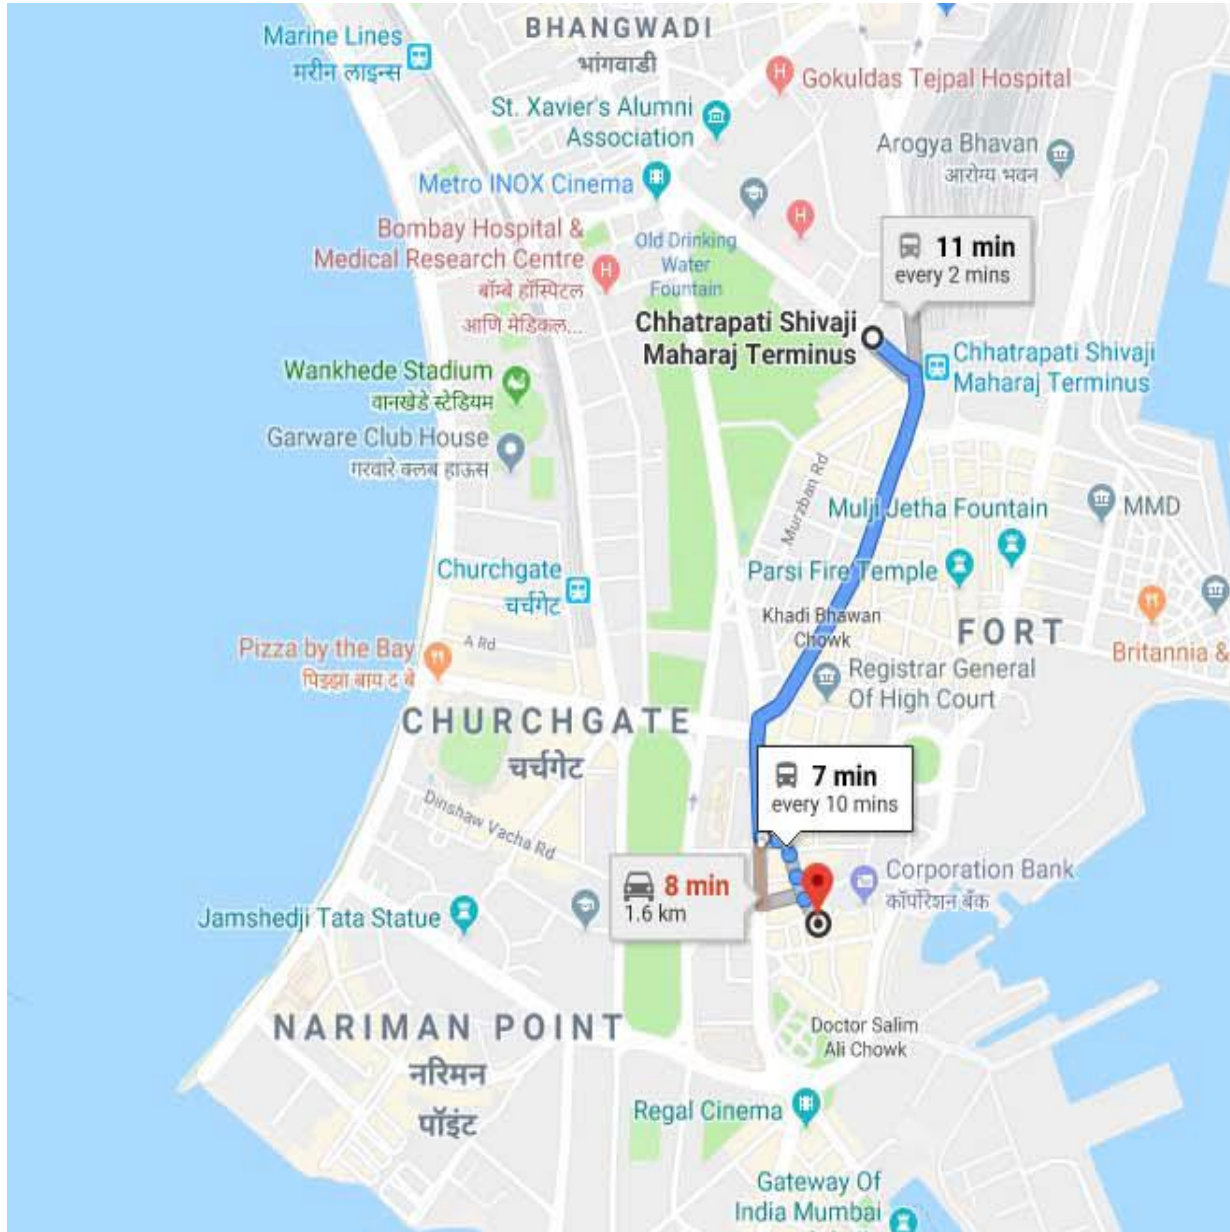 BHANGWADI
भांगवाडी
Marine Lines
मरीन लाइन्स
Gokuldas Tejpal Hospital
St. Xavier's Alumni
Association
Arogya Bhavan
आरोग्य भवन
Metro INOX Cinema
Bombay Hospital &
Medical Research Centre
बॉम्बे हॉस्पिटल
आणि मेडिकल...
Old Drinking
Water
Fountain
11 min
every 2 mins
Chhatrapati Shivaji
Maharaj Terminus
Chhatrapati Shivaji
Maharaj Terminus
Wankhede Stadium
वानखेडे स्टेडियम
Garware Club House
गरवारे क्लब हाऊस
Murzban Rd
Mulji Jetha Fountain
MMD
Churchgate
चर्चगेट
Parsi Fire Temple
Khadi Bhawan
Chowk
FORT
A Rd
Pizza by the Bay
पिझ्झा बाय द बे
Britannia &
Registrar General
Of High Court
CHURCHGATE
चर्चगेट
7 min
every 10 mins
Dinshaw Vacha Rd
8 min
1.6 km
Corporation Bank
कॉर्पोरेशन बँक
Jamshedji Tata Statue
NARIMAN POINT
नरिमन
पॉइंट
Doctor Salim
Ali Chowk
Regal Cinema
Gateway Of
India Mumbai
H
H
H